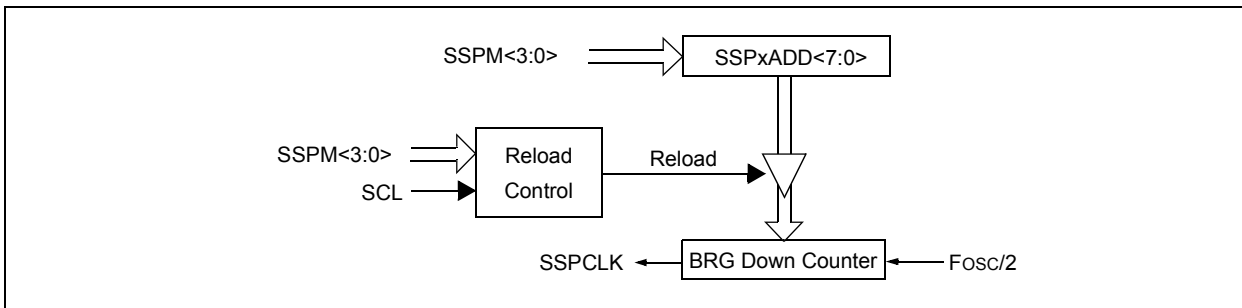 SSPM<3:0>
SSPxADD<7:0>
SSPM<3:0>
SCL
Reload
Control
Reload
SSPCLK
BRG Down Counter
FOSC/2